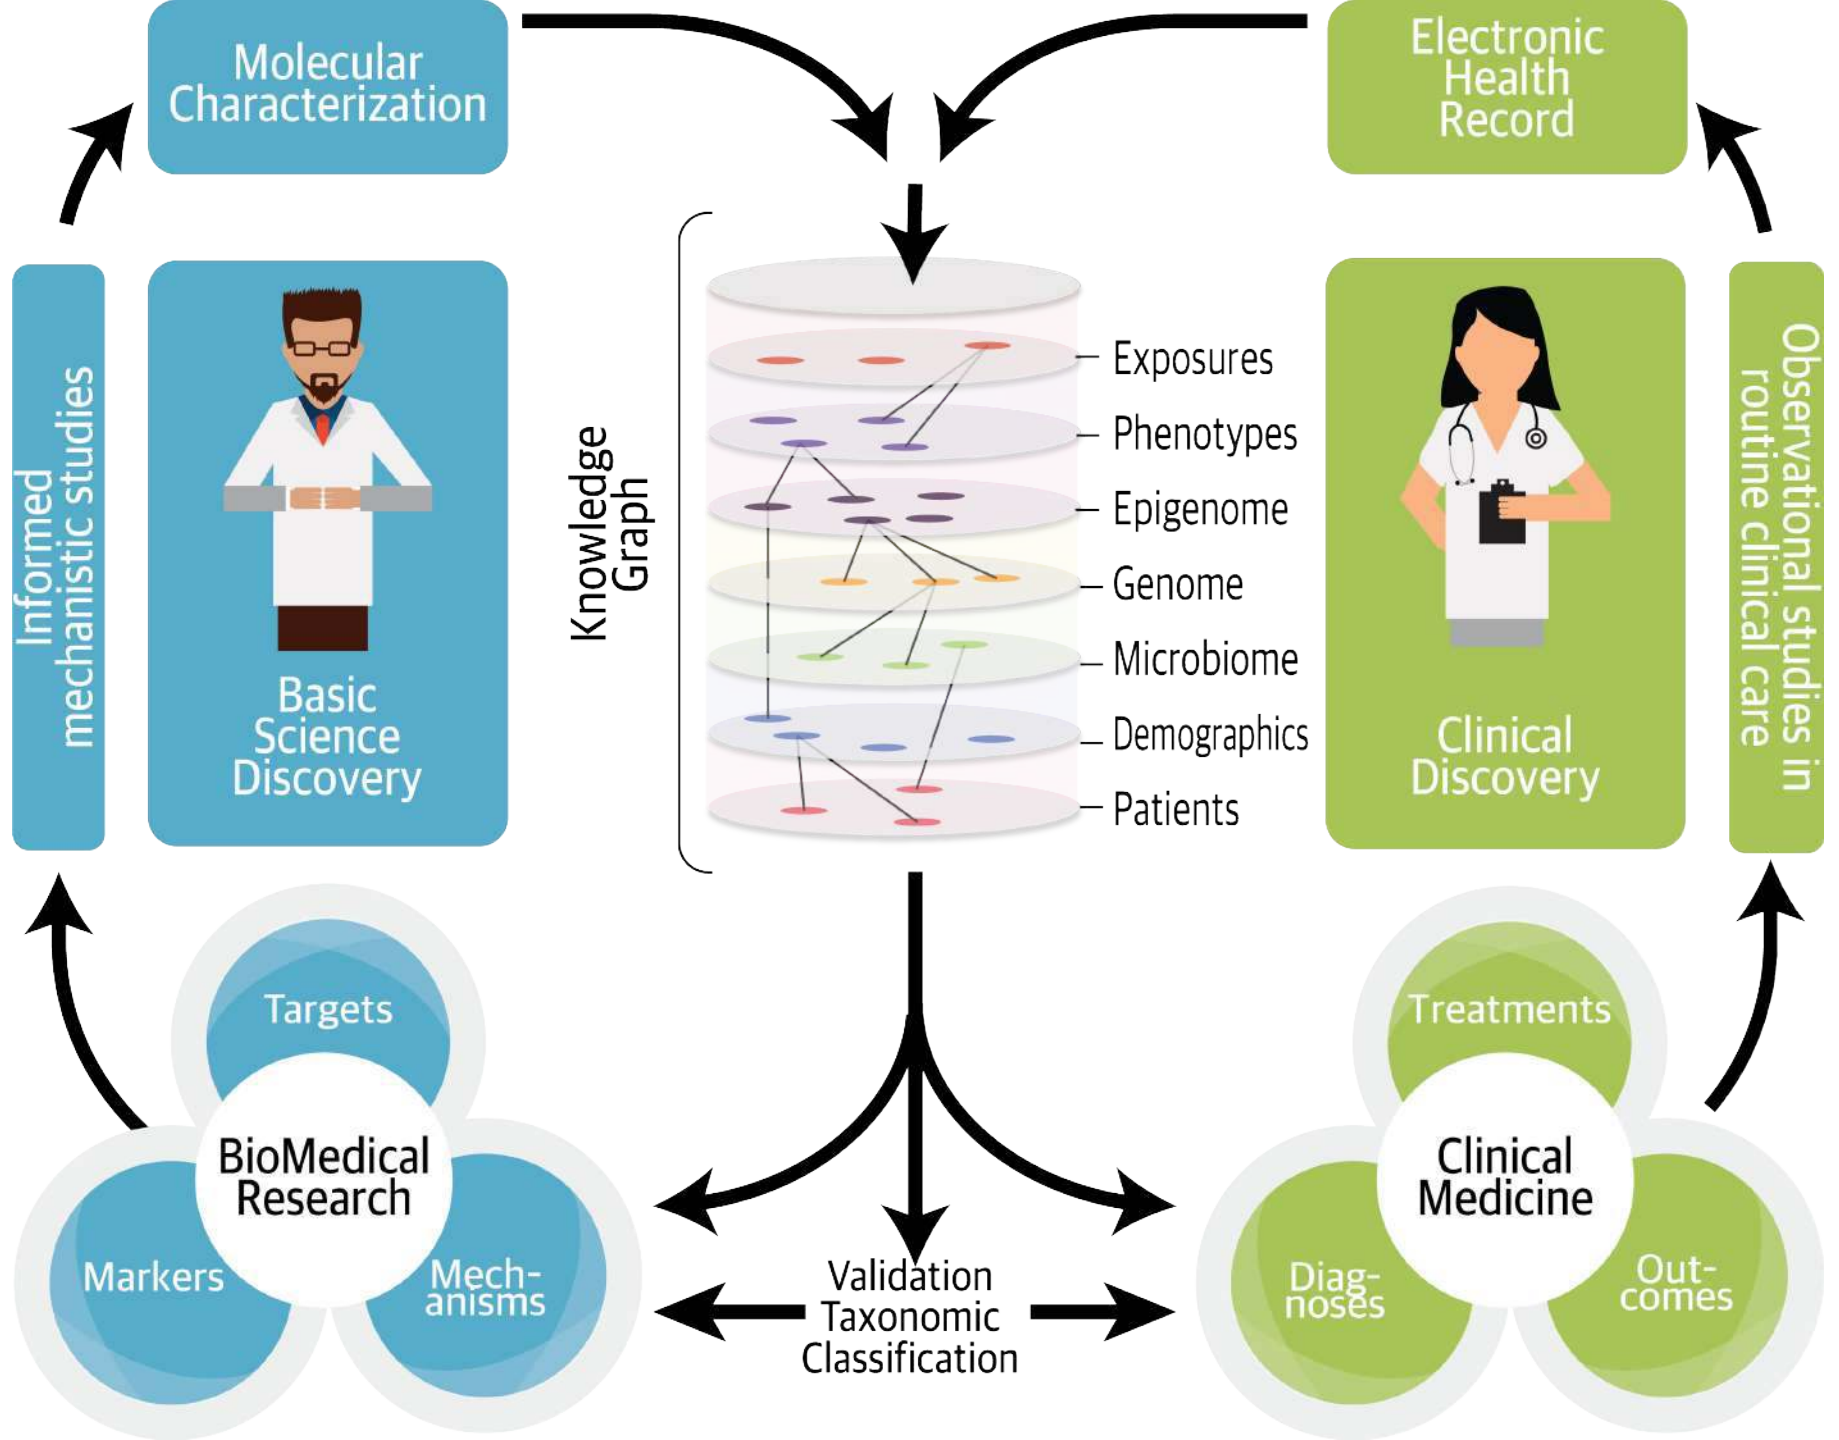 Molecular
Characterization
Electronic
Health
Record
Informed
mechanistic studies
Basic
Science
Discovery
Knowledge
Graph
Exposures
Phenotypes
Epigenome
Genome
Microbiome
Demographics
Patients
Clinical
Discovery
Observational studies in
routine clinical care
Targets
BioMedical
Research
Markers
Mech-
anisms
Validation
Taxonomic
Classification
Treatments
Clinical
Medicine
Diag-
noses
Out-
comes